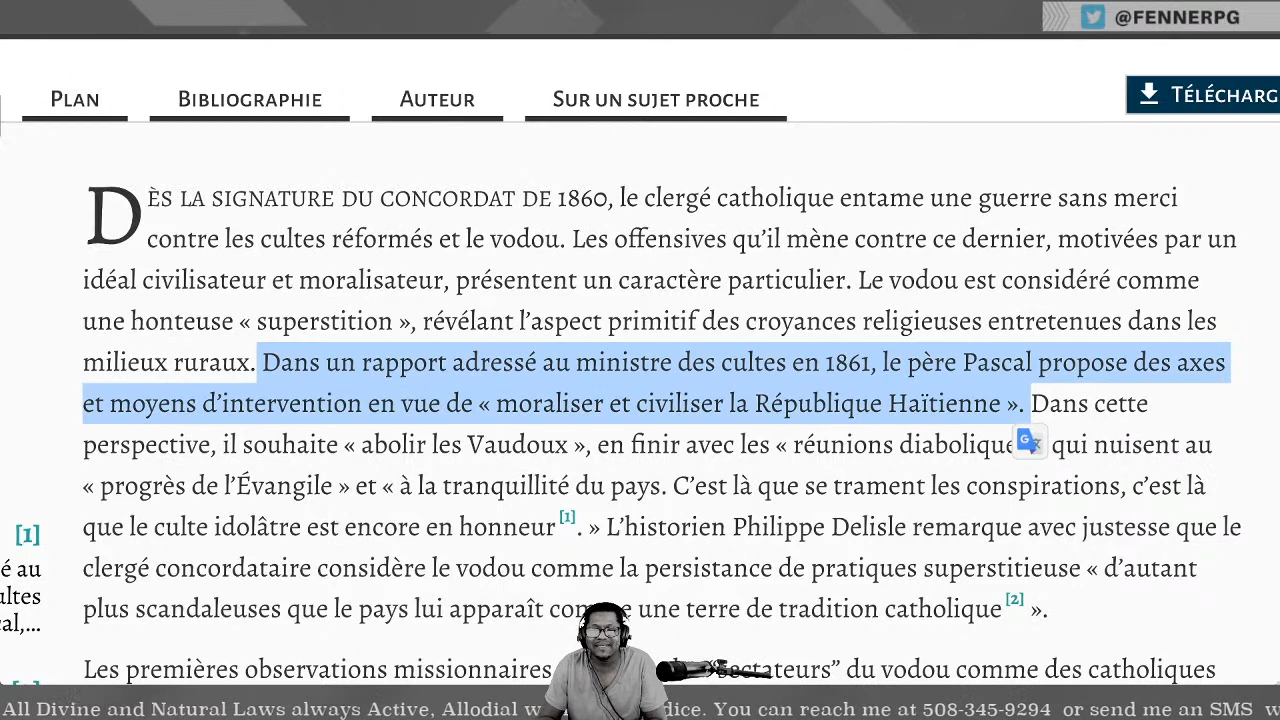 @FENNERPG
PLAN
BIBLIOGRAPHIE
AUTEUR
SUR UN SUJET PROCHE
TÉLÉCHARG
DÈS LA SIGNATURE DU CONCORDAT DE 1860, le clergé catholique entame une guerre sans merci
contre les cultes réformés et le vodou. Les offensives qu’il mène contre ce dernier, motivées par un
idéal civilisateur et moralisateur, présentent un caractère particulier. Le vodou est considéré comme
une honteuse « superstition », révélant l’aspect primitif des croyances religieuses entretenues dans les
milieux ruraux. Dans un rapport adressé au ministre des cultes en 1861, le père Pascal propose des axes
et moyens d’intervention en vue de « moraliser et civiliser la République Haïtienne ». Dans cette
perspective, il souhaite « abolir les Vaudoux », en finir avec les « réunions diabolique qui nuisent au
« progrès de l’Évangile » et « à la tranquillité du pays. C’est là que se trament les conspirations, c’est là
que le culte idolâtre est encore en honneur [1]. » L’historien Philippe Delisle remarque avec justesse que le
clergé concordataire considère le vodou comme la persistance de pratiques superstitieuse « d’autant
plus scandaleuses que le pays lui apparaît comme une terre de tradition catholique [2] ».
Les premières observations missionnaires ” du vodou comme des catholiques
[1]
é au
ultes
cal,...
All Divine and Natural Laws always Active, Allodial w dice. You can reach me at 508-345-9294 or send me an SMS w